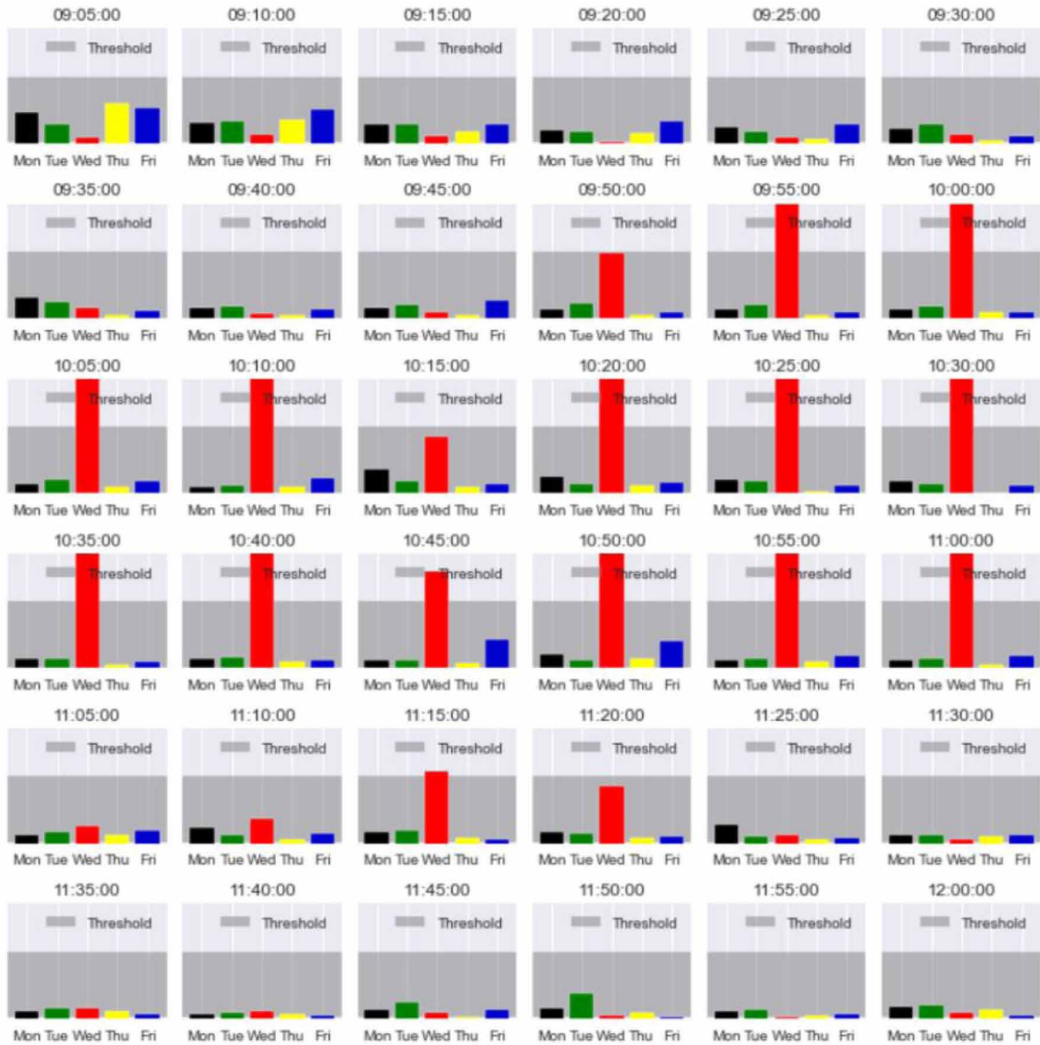 09:05:00 09:10:00 09:15:00 09:20:00 09:25:00 09:30:00
Threshold Threshold Threshold Threshold Threshold Threshold
Mon Tue Wed Thu Fri Mon Tue Wed Thu Fri Mon Tue Wed Thu Fri Mon Tue Wed Thu Fri Mon Tue Wed Thu Fri Mon Tue Wed Thu Fri
09:35:00 09:40:00 09:45:00 09:50:00 09:55:00 10:00:00
Threshold Threshold Threshold Threshold Threshold Threshold
Mon Tue Wed Thu Fri Mon Tue Wed Thu Fri Mon Tue Wed Thu Fri Mon Tue Wed Thu Fri Mon Tue Wed Thu Fri Mon Tue Wed Thu Fri
10:05:00 10:10:00 10:15:00 10:20:00 10:25:00 10:30:00
Threshold Threshold Threshold Threshold Threshold Threshold
Mon Tue Wed Thu Fri Mon Tue Wed Thu Fri Mon Tue Wed Thu Fri Mon Tue Wed Thu Fri Mon Tue Wed Thu Fri Mon Tue Wed Thu Fri
10:35:00 10:40:00 10:45:00 10:50:00 10:55:00 11:00:00
Threshold Threshold Threshold Threshold Threshold Threshold
Mon Tue Wed Thu Fri Mon Tue Wed Thu Fri Mon Tue Wed Thu Fri Mon Tue Wed Thu Fri Mon Tue Wed Thu Fri Mon Tue Wed Thu Fri
11:05:00 11:10:00 11:15:00 11:20:00 11:25:00 11:30:00
Threshold Threshold Threshold Threshold Threshold Threshold
Mon Tue Wed Thu Fri Mon Tue Wed Thu Fri Mon Tue Wed Thu Fri Mon Tue Wed Thu Fri Mon Tue Wed Thu Fri Mon Tue Wed Thu Fri
11:35:00 11:40:00 11:45:00 11:50:00 11:55:00 12:00:00
Threshold Threshold Threshold Threshold Threshold Threshold
Mon Tue Wed Thu Fri Mon Tue Wed Thu Fri Mon Tue Wed Thu Fri Mon Tue Wed Thu Fri Mon Tue Wed Thu Fri Mon Tue Wed Thu Fri